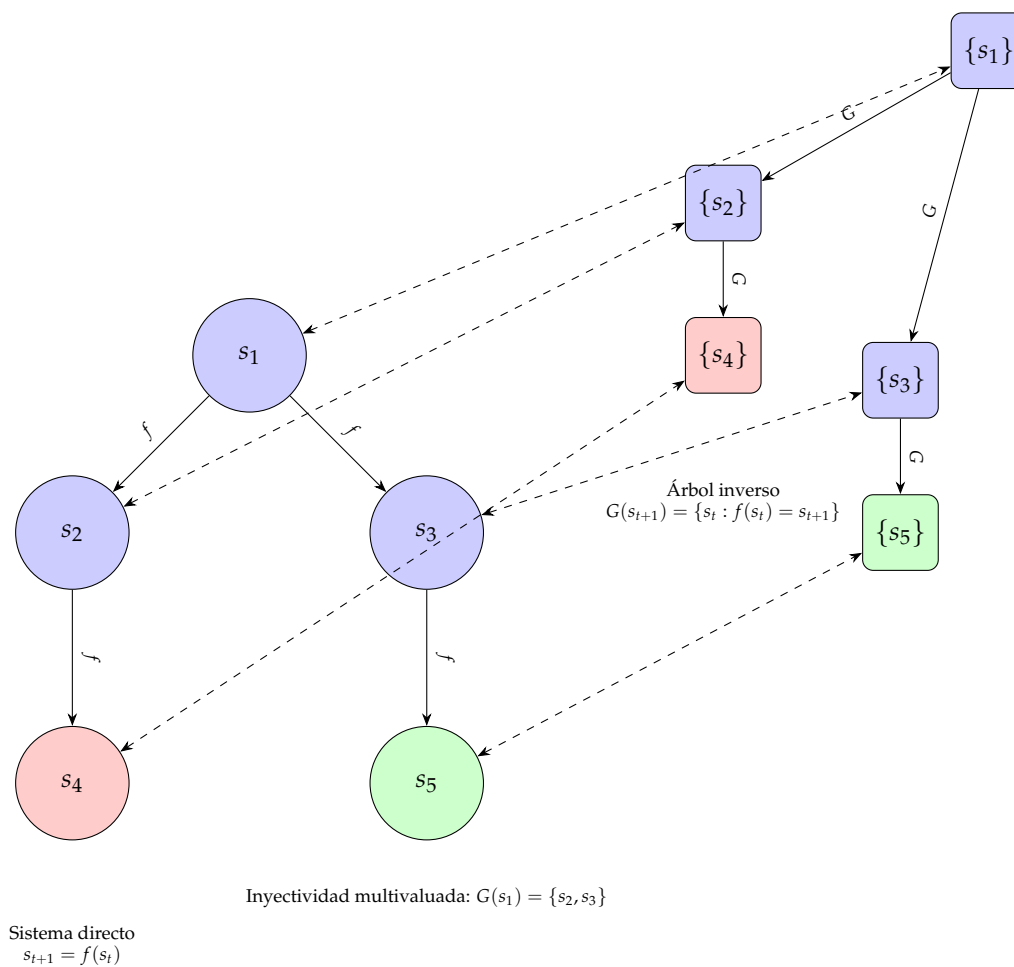 {s₁}
G
{s₂}
G
G
{s₄}
s₁
{s₃}
f
f
G
Árbol inverso
G(sₜ₊₁) = {sₜ : f(sₜ) = sₜ₊₁}
s₂
s₃
{s₅}
f
f
s₄
s₅
Inyectividad multivaluada: G(s₁) = {s₂, s₃}
Sistema directo
sₜ₊₁ = f(sₜ)